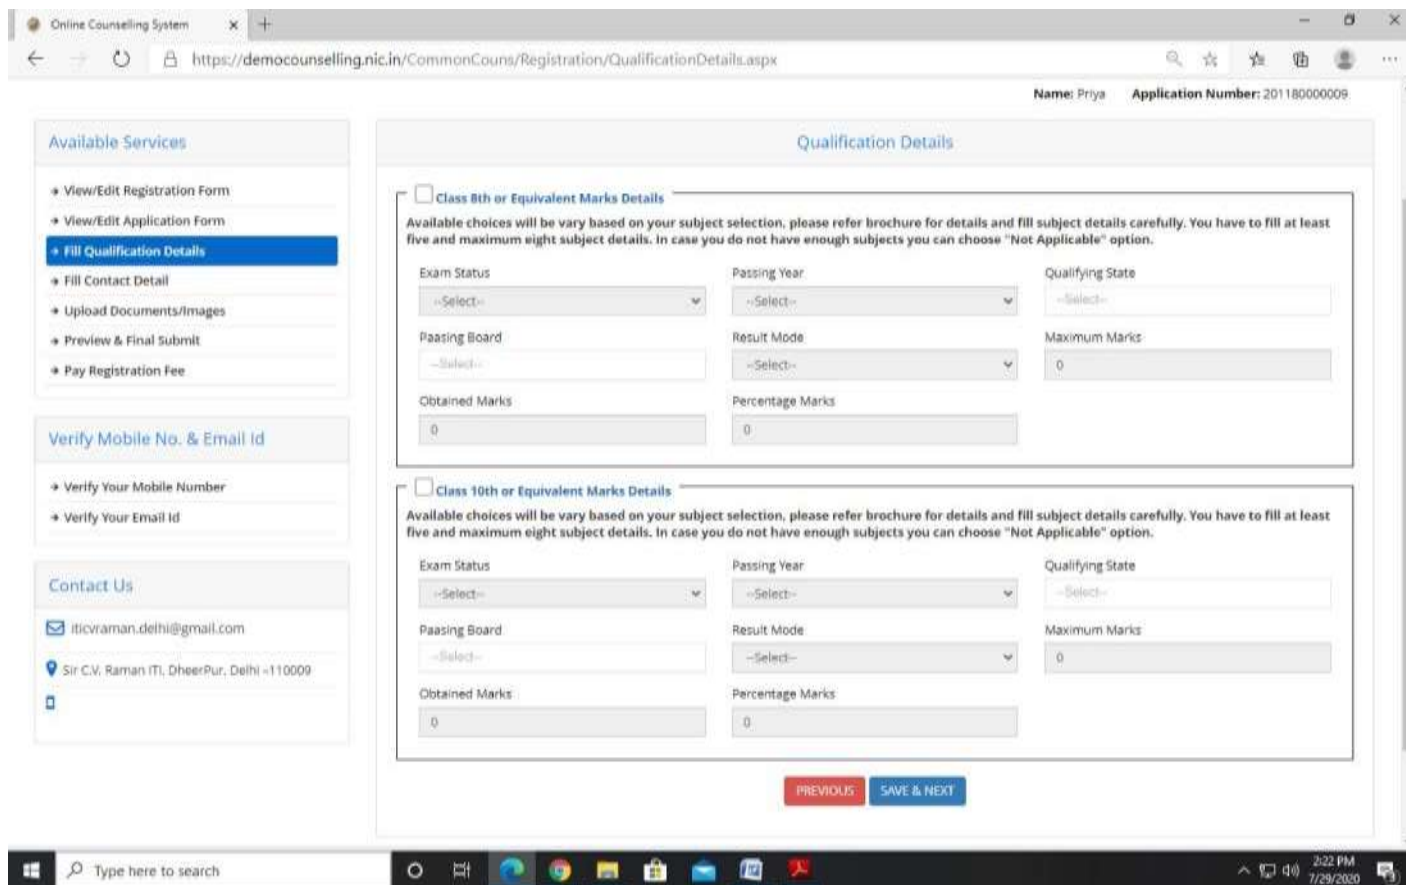 Online Counselling System
https://democounselling.nic.in/CommonCouns/Registration/QualificationDetails.aspx
Name: Priya Application Number: 201180000009
Available Services
View/Edit Registration Form
View/Edit Application Form
Fill Qualification Details
Fill Contact Detail
Upload Documents/Images
Preview & Final Submit
Pay Registration Fee
Verify Mobile No. & Email Id
Verify Your Mobile Number
Verify Your Email Id
Contact Us
iticvraman.delhi@gmail.com
Sir C.V. Raman ITI, DheerPur, Delhi -110009
Qualification Details
Class 8th or Equivalent Marks Details
Available choices will be vary based on your subject selection, please refer brochure for details and fill subject details carefully. You have to fill at least
five and maximum eight subject details. In case you do not have enough subjects you can choose "Not Applicable" option.
Exam Status Passing Year Qualifying State
--Select-- --Select-- --Select--
Paasing Board Result Mode Maximum Marks
--Select-- --Select-- 0
Obtained Marks Percentage Marks
0 0
Class 10th or Equivalent Marks Details
Available choices will be vary based on your subject selection, please refer brochure for details and fill subject details carefully. You have to fill at least
five and maximum eight subject details. In case you do not have enough subjects you can choose "Not Applicable" option.
Exam Status Passing Year Qualifying State
--Select-- --Select-- --Select--
Paasing Board Result Mode Maximum Marks
--Select-- --Select-- 0
Obtained Marks Percentage Marks
0 0
PREVIOUS SAVE & NEXT
Type here to search
2:22 PM
7/29/2020